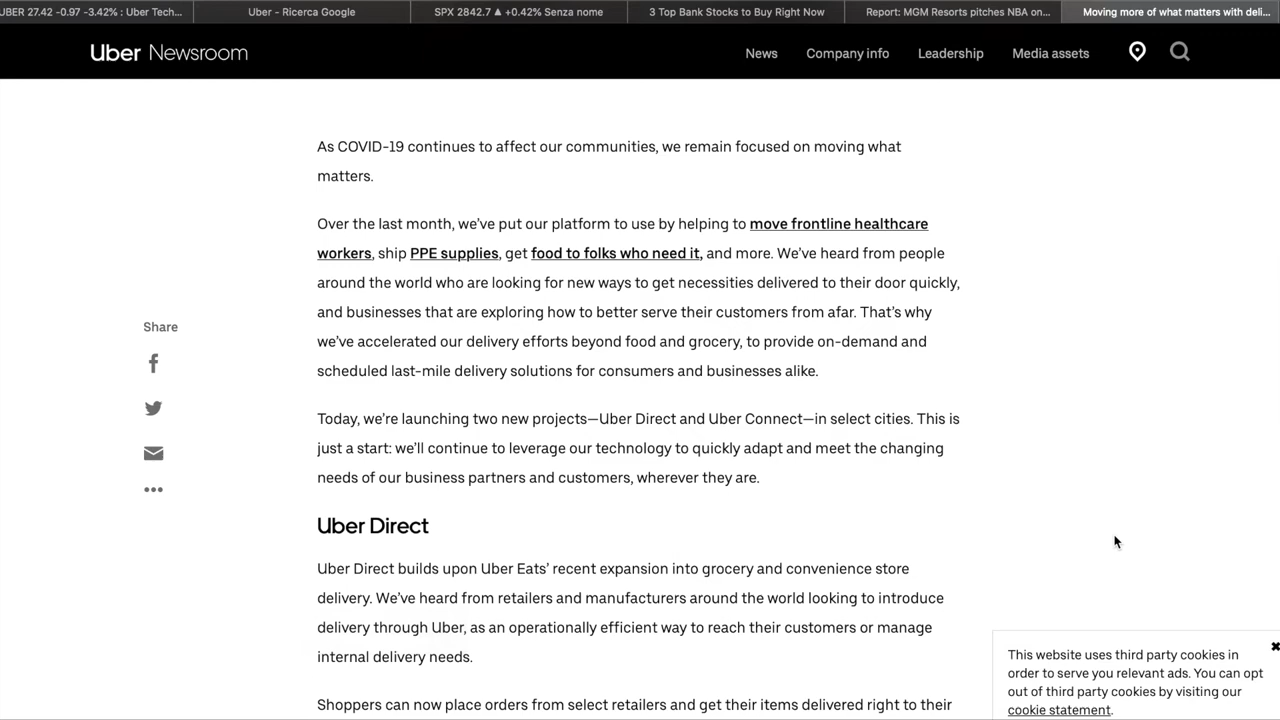 UBER 27.42 -0.97 -3.42% : Uber Tech...
Uber - Ricerca Google
SPX 2842.7 ▲ +0.42% Senza nome
3 Top Bank Stocks to Buy Right Now
Report: MGM Resorts pitches NBA on...
Moving more of what matters with deli...
Uber Newsroom
News
Company info
Leadership
Media assets
As COVID-19 continues to affect our communities, we remain focused on moving what
matters.
Over the last month, we’ve put our platform to use by helping to move frontline healthcare
workers, ship PPE supplies, get food to folks who need it, and more. We’ve heard from people
around the world who are looking for new ways to get necessities delivered to their door quickly,
and businesses that are exploring how to better serve their customers from afar. That’s why
we’ve accelerated our delivery efforts beyond food and grocery, to provide on-demand and
scheduled last-mile delivery solutions for consumers and businesses alike.
Share
Today, we’re launching two new projects—Uber Direct and Uber Connect—in select cities. This is
just a start: we’ll continue to leverage our technology to quickly adapt and meet the changing
needs of our business partners and customers, wherever they are.
Uber Direct
Uber Direct builds upon Uber Eats’ recent expansion into grocery and convenience store
delivery. We’ve heard from retailers and manufacturers around the world looking to introduce
delivery through Uber, as an operationally efficient way to reach their customers or manage
internal delivery needs.
Shoppers can now place orders from select retailers and get their items delivered right to their
This website uses third party cookies in
order to serve you relevant ads. You can opt
out of third party cookies by visiting our
cookie statement.